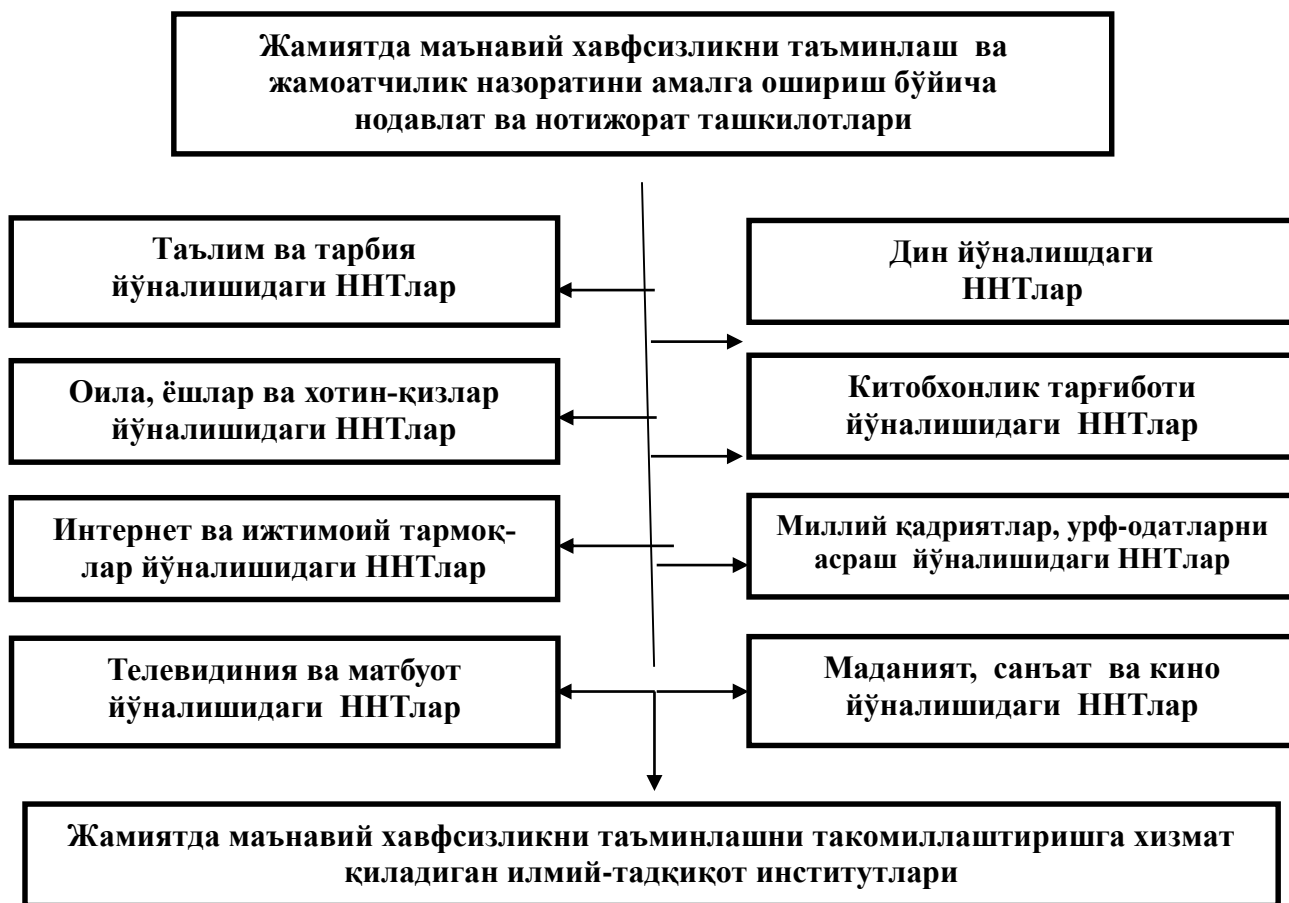 Жамиятда маънавий хавфсизликни таъминлаш ва
жамоатчилик назоратини амалга ошириш бўйича
нодавлат ва нотижорат ташкилотлари
Таълим ва тарбия
йўналишидаги ННТлар
Дин йўналишдаги
ННТлар
Оила, ёшлар ва хотин-қизлар
йўналишидаги ННТлар
Китобхонлик тарғиботи
йўналишидаги ННТлар
Интернет ва ижтимоий тармоқ-
лар йўналишидаги ННТлар
Миллий қадриятлар, урф-одатларни
асраш йўналишидаги ННТлар
Телевидиния ва матбуот
йўналишидаги ННТлар
Маданият, санъат ва кино
йўналишидаги ННТлар
Жамиятда маънавий хавфсизликни таъминлашни такомиллаштиришга хизмат
қиладиган илмий-тадқиқот институтлари